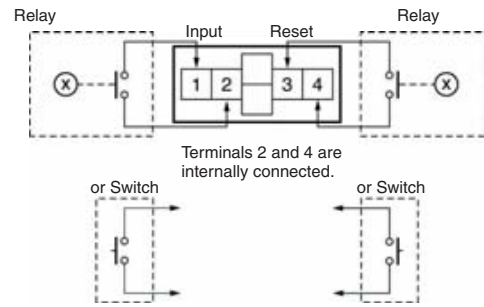 Relay
Relay
Input
Reset
X
1
2
3
4
X
Terminals 2 and 4 are
internally connected.
or Switch
or Switch